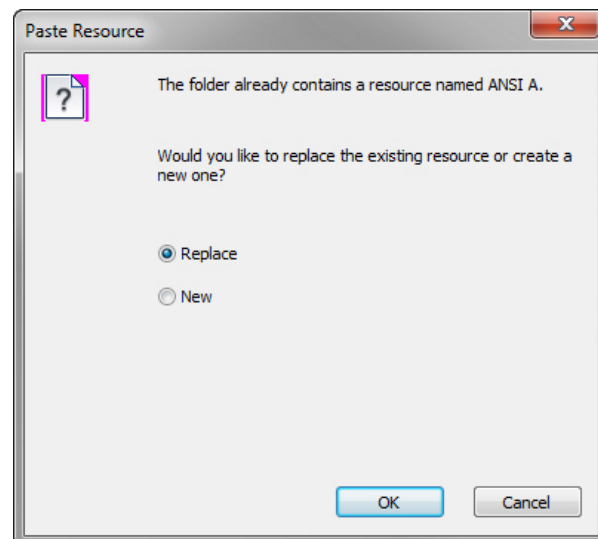 Paste Resource
The folder already contains a resource named ANSI A.
Would you like to replace the existing resource or create a
new one?
Replace
New
OK
Cancel